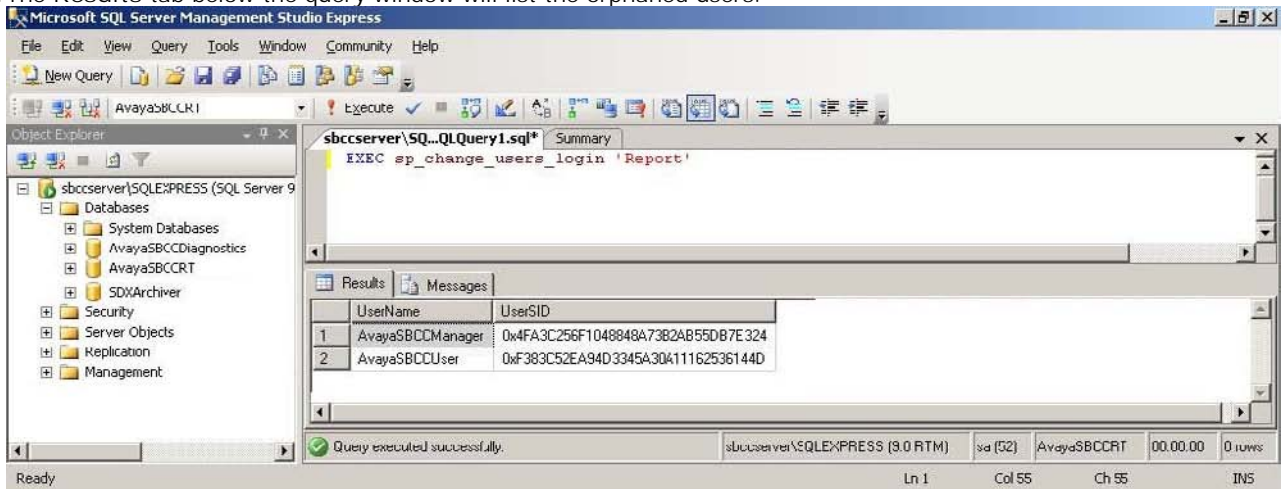 The Results tab below the query window will list the orphaned users.
Microsoft SQL Server Management Studio Express
File Edit View Query Tools Window Community Help
New Query
AvayaSBCCRT Execute
Object Explorer
sbccserver\SQLEXPRESS (SQL Server 9
Databases
System Databases
AvayaSBCCDiagnostics
AvayaSBCCRT
SDXArchiver
Security
Server Objects
Replication
Management
sbccserver\SQ...QLQuery1.sql* Summary
EXEC sp_change_users_login 'Report'
Results Messages
UserName UserSID
1 AvayaSBCCManager 0x4FA3C256F1048848A73B2AB55DB7E324
2 AvayaSBCCUser 0xF383C52EA94D3345A30A11162536144D
Query executed successfully. sbccserver\SQLEXPRESS (9.0 RTM) sa (52) AvayaSBCCRT 00:00:00 0 rows
Ready Ln 1 Col 55 Ch 55 INS